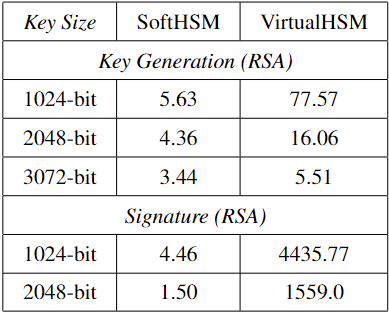 Key Size SoftHSM VirtualHSM
Key Generation (RSA)
1024-bit 5.63 77.57
2048-bit 4.36 16.06
3072-bit 3.44 5.51
Signature (RSA)
1024-bit 4.46 4435.77
2048-bit 1.50 1559.0